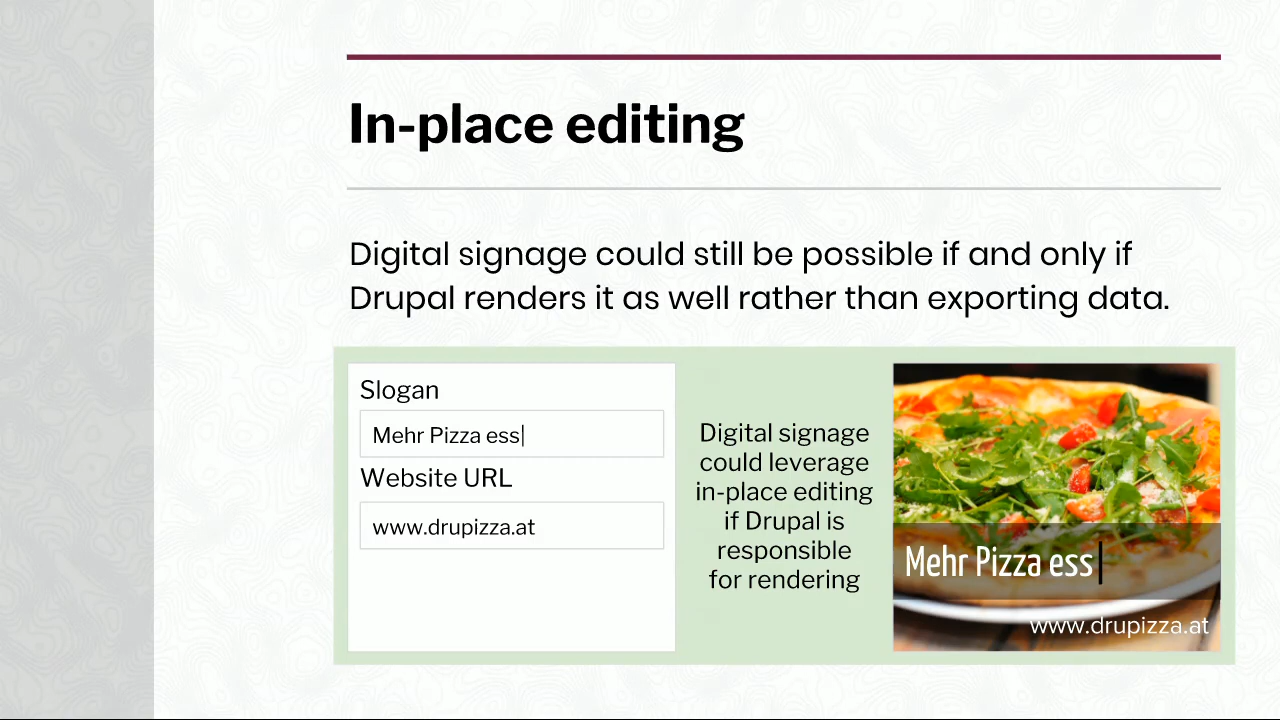 In-place editing
Digital signage could still be possible if and only if
Drupal renders it as well rather than exporting data.
Slogan
Mehr Pizza ess
Website URL
www.drupizza.at
Digital signage
could leverage
in-place editing
if Drupal is
responsible
for rendering
Mehr Pizza ess
www.drupizza.at